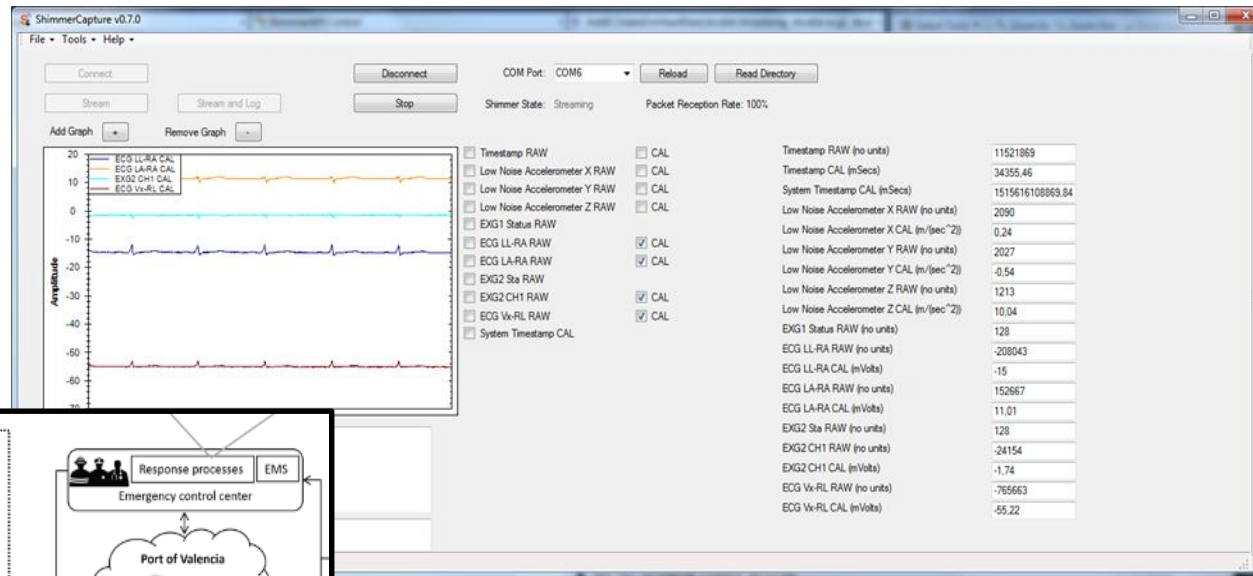 ShimmerCapture v0.7.0
File Tools Help
Connect Disconnect COM Port: COM6 Reload Read Directory
Stream Stream and Log Stop Shimmer State: Streaming Packet Reception Rate: 100%
Add Graph + Remove Graph -
ECG LL-RA CAL
ECG LA-RA CAL
EXG2 CH1 CAL
ECG Vx-RL CAL
20
10
0
-10
-20
-30
-40
-50
-60
-70
Amplitude
Timestamp RAW CAL
Low Noise Accelerometer X RAW CAL
Low Noise Accelerometer Y RAW CAL
Low Noise Accelerometer Z RAW CAL
EXG1 Status RAW
ECG LL-RA RAW CAL
ECG LA-RA RAW CAL
EXG2 Sta RAW
EXG2 CH1 RAW CAL
ECG Vx-RL RAW CAL
System Timestamp CAL
Timestamp RAW (no units) 11521869
Timestamp CAL (mSecs) 34355,46
System Timestamp CAL (mSecs) 1515616108869,84
Low Noise Accelerometer X RAW (no units) 2090
Low Noise Accelerometer X CAL (m/(sec^2)) 0,24
Low Noise Accelerometer Y RAW (no units) 2027
Low Noise Accelerometer Y CAL (m/(sec^2)) -0,54
Low Noise Accelerometer Z RAW (no units) 1213
Low Noise Accelerometer Z CAL (m/(sec^2)) 10,04
EXG1 Status RAW (no units) 128
ECG LL-RA RAW (no units) -208043
ECG LL-RA CAL (mVolts) -15
ECG LA-RA RAW (no units) 152667
ECG LA-RA CAL (mVolts) 11,01
EXG2 Sta RAW (no units) 128
EXG2 CH1 RAW (no units) -24154
EXG2 CH1 CAL (mVolts) -1,74
ECG Vx-RL RAW (no units) -765663
ECG Vx-RL CAL (mVolts) -55,22
Response processes EMS
Emergency control center
Port of Valencia